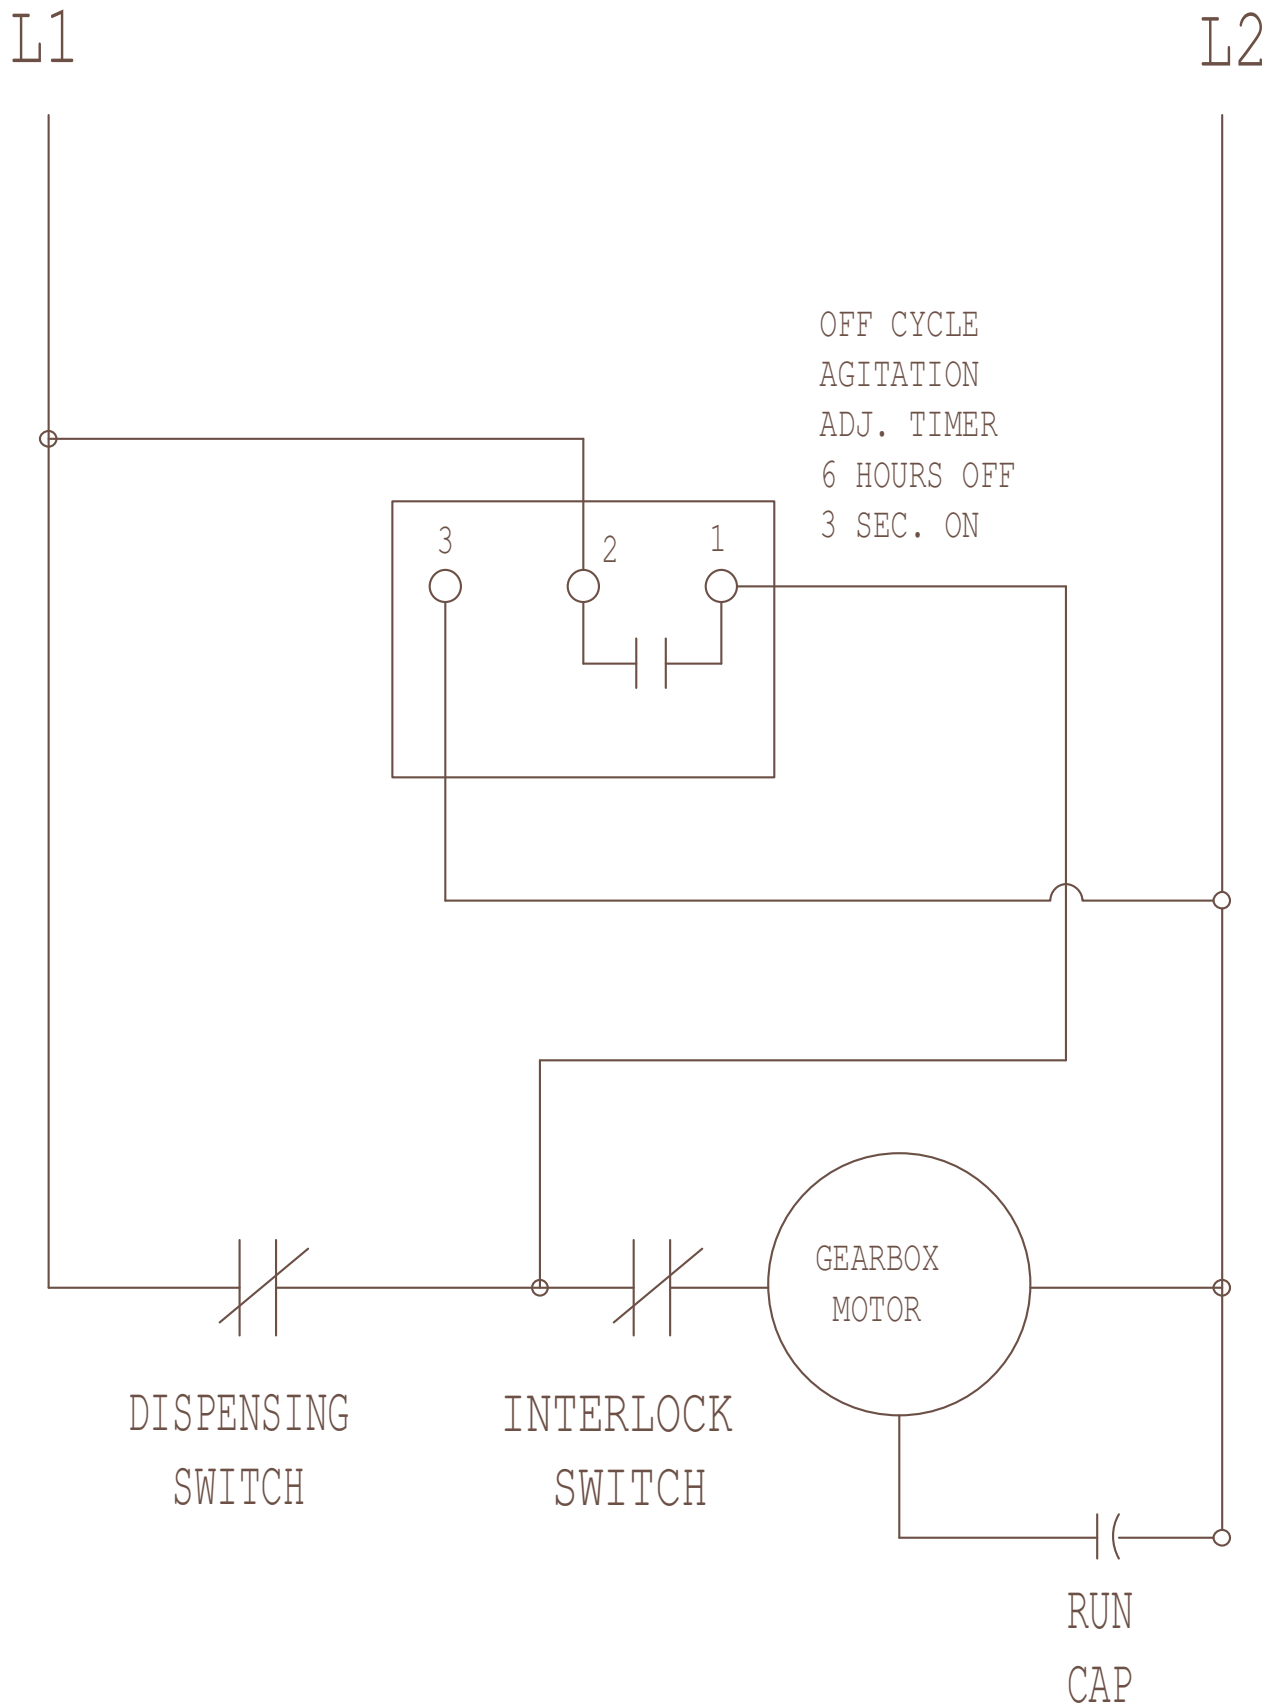 L1
L2
OFF CYCLE
AGITATION
ADJ. TIMER
6 HOURS OFF
3 SEC. ON
3
2
1
GEARBOX
MOTOR
DISPENSING
SWITCH
INTERLOCK
SWITCH
RUN
CAP